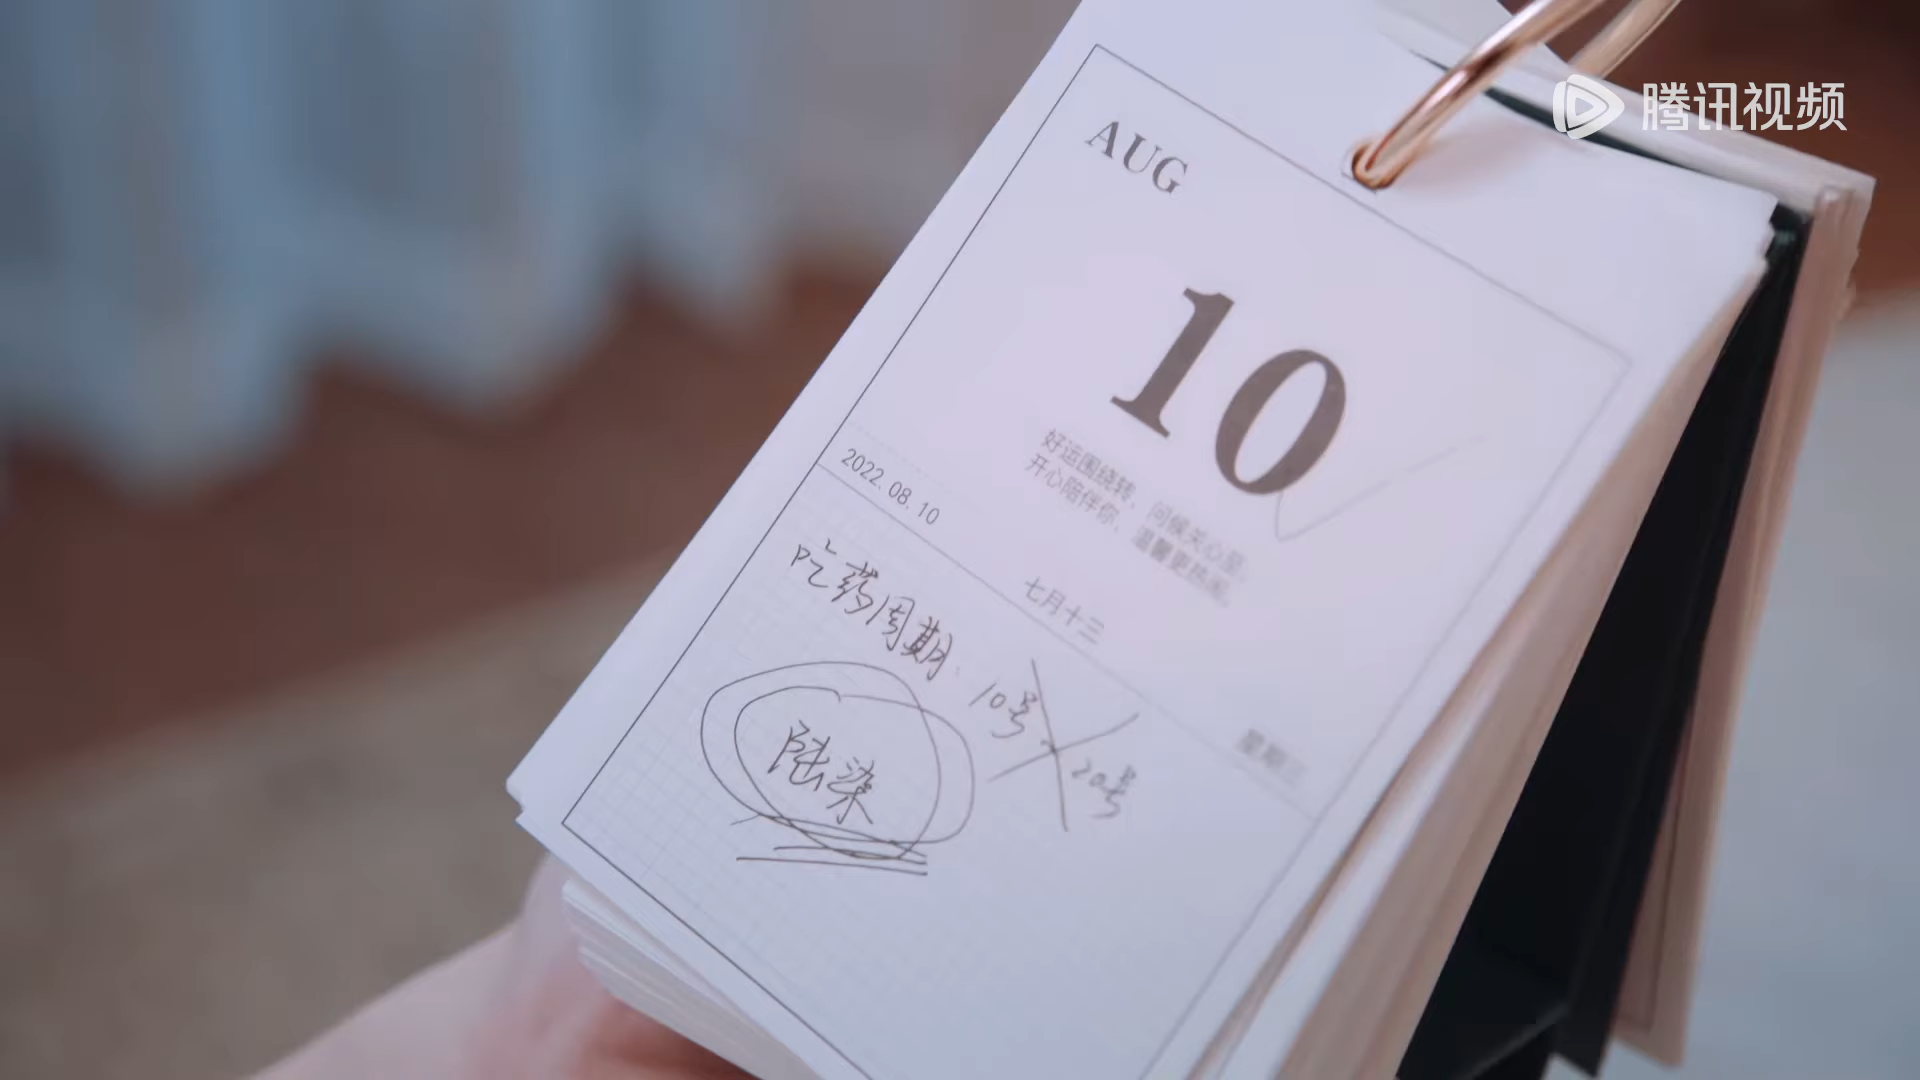 腾讯视频
AUG
10
好运围绕转，问候关心至，
开心陪伴你，温馨更热闹。
2022.08.10
七月十三
星期三
吃药周期.10号 20号
陆染